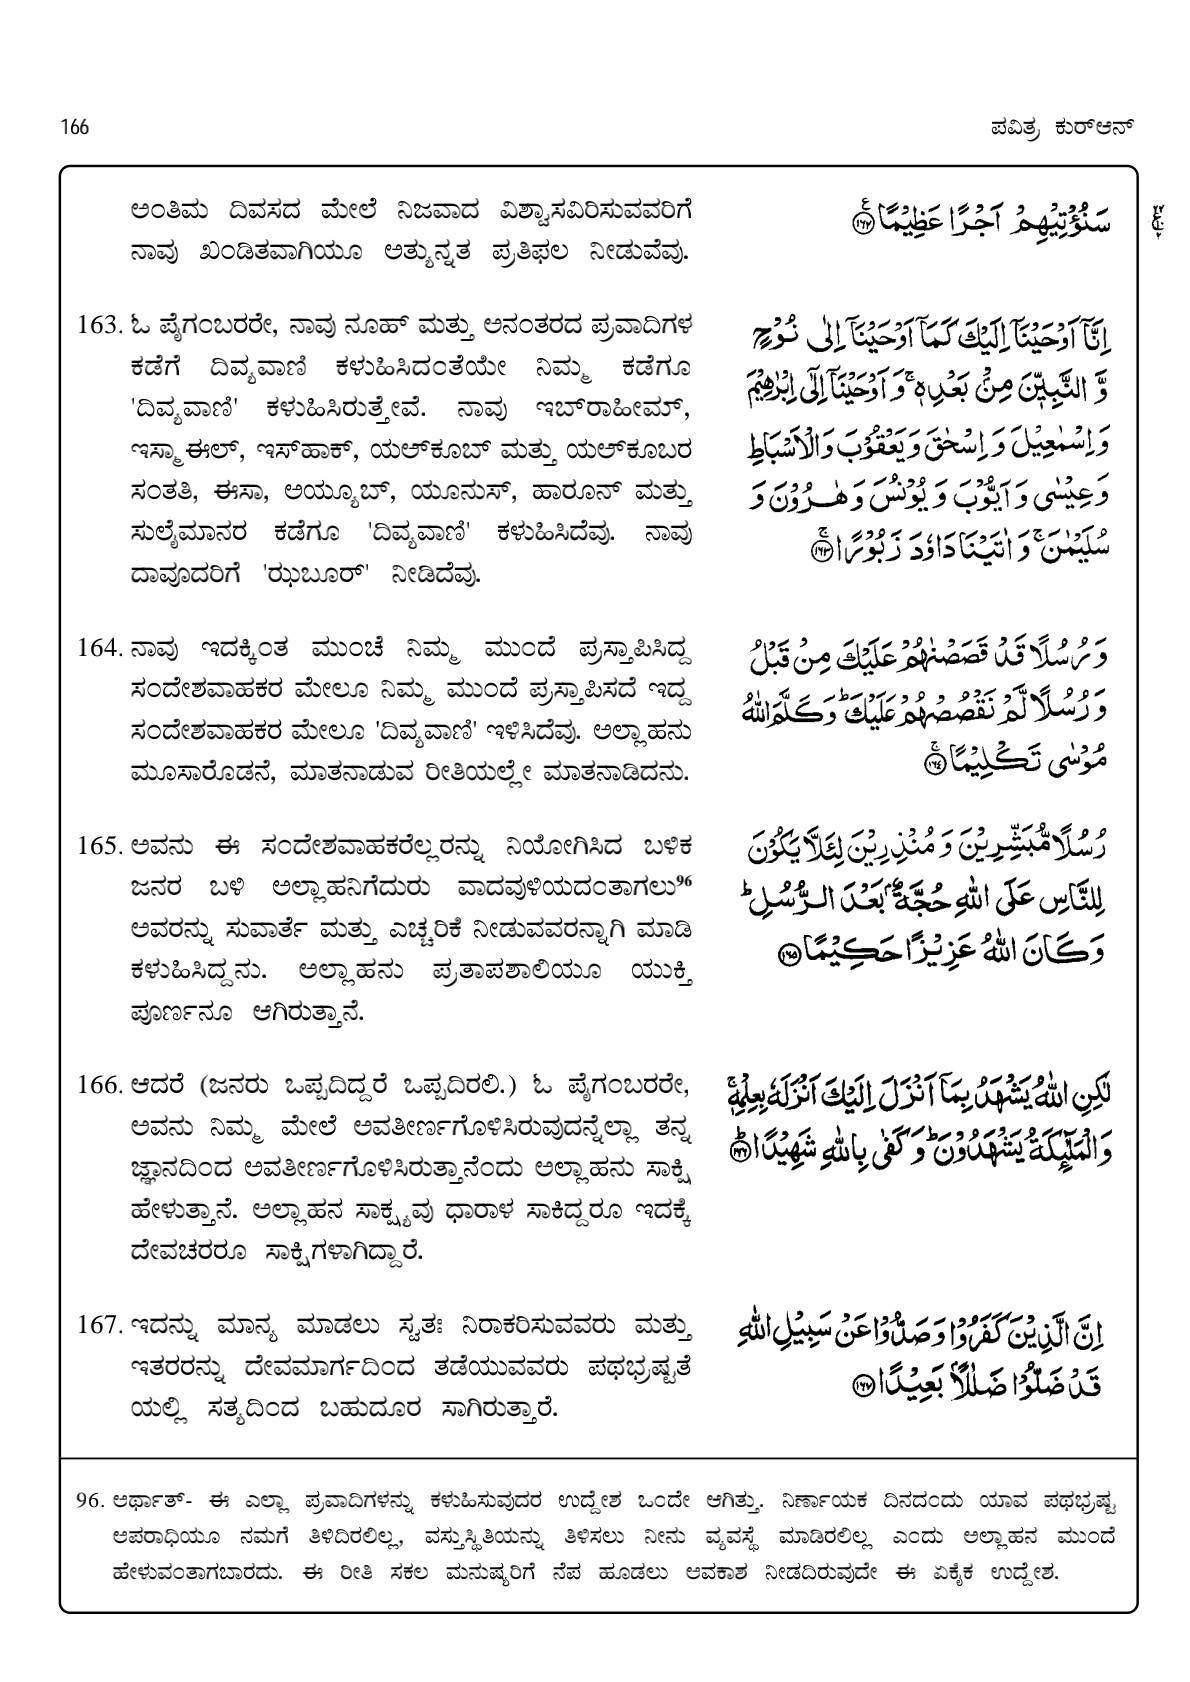 166
ಪವಿತ್ರ ಕುರ್‌ಆನ್
ಅಂತಿಮ ದಿವಸದ ಮೇಲೆ ನಿಜವಾದ ವಿಶ್ವಾಸವಿರಿಸುವವರಿಗೆ
ನಾವು ಖಂಡಿತವಾಗಿಯೂ ಅತ್ಯುನ್ನತ ಪ್ರತಿಫಲ ನೀಡುವೆವು.
سَنُؤْتِيْهِمْ اَجْرًا عَظِيْمًا ۝١٦٢
163. ಓ ಪೈಗಂಬರರೇ, ನಾವು ನೂಹ್ ಮತ್ತು ಅನಂತರದ ಪ್ರವಾದಿಗಳ
ಕಡೆಗೆ ದಿವ್ಯವಾಣಿ ಕಳುಹಿಸಿದಂತೆಯೇ ನಿಮ್ಮ ಕಡೆಗೂ
'ದಿವ್ಯವಾಣಿ' ಕಳುಹಿಸಿರುತ್ತೇವೆ. ನಾವು ಇಬ್‌ರಾಹೀಮ್,
ಇಸ್ಮಾಈಲ್, ಇಸ್‌ಹಾಕ್, ಯಅ್‌ಕೂಬ್ ಮತ್ತು ಯಅ್‌ಕೂಬರ
ಸಂತತಿ, ಈಸಾ, ಅಯ್ಯೂಬ್, ಯೂನುಸ್, ಹಾರೂನ್ ಮತ್ತು
ಸುಲೈಮಾನರ ಕಡೆಗೂ 'ದಿವ್ಯವಾಣಿ' ಕಳುಹಿಸಿದೆವು. ನಾವು
ದಾವೂದರಿಗೆ 'ಝಬೂರ್' ನೀಡಿದೆವು.
اِنَّآ اَوْحَيْنَآ اِلَيْكَ كَمَآ اَوْحَيْنَآ اِلٰى نُوْحٍ
وَّ النَّبِيّٖنَ مِنْۢ بَعْدِهٖ ۚ وَ اَوْحَيْنَآ اِلٰٓى اِبْرٰهِيْمَ
وَ اِسْمٰعِيْلَ وَ اِسْحٰقَ وَ يَعْقُوْبَ وَ الْاَسْبَاطِ
وَ عِيْسٰى وَ اَيُّوْبَ وَ يُوْنُسَ وَ هٰرُوْنَ وَ
سُلَيْمٰنَ ۚ وَ اٰتَيْنَا دَاوٗدَ زَبُوْرًا ۝١٦٣ۚ
164. ನಾವು ಇದಕ್ಕಿಂತ ಮುಂಚೆ ನಿಮ್ಮ ಮುಂದೆ ಪ್ರಸ್ತಾಪಿಸಿದ್ದ
ಸಂದೇಶವಾಹಕರ ಮೇಲೂ ನಿಮ್ಮ ಮುಂದೆ ಪ್ರಸ್ತಾಪಿಸದೆ ಇದ್ದ
ಸಂದೇಶವಾಹಕರ ಮೇಲೂ 'ದಿವ್ಯವಾಣಿ' ಇಳಿಸಿದೆವು. ಅಲ್ಲಾಹನು
ಮೂಸಾರೊಡನೆ, ಮಾತನಾಡುವ ರೀತಿಯಲ್ಲೇ ಮಾತನಾಡಿದನು.
وَ رُسُلًا قَدْ قَصَصْنٰهُمْ عَلَيْكَ مِنْ قَبْلُ
وَ رُسُلًا لَّمْ نَقْصُصْهُمْ عَلَيْكَ ؕ وَ كَلَّمَ اللّٰهُ
مُوْسٰى تَكْلِيْمًا ۝١٦٤ۚ
165. ಅವನು ಈ ಸಂದೇಶವಾಹಕರೆಲ್ಲರನ್ನು ನಿಯೋಗಿಸಿದ ಬಳಿಕ
ಜನರ ಬಳಿ ಅಲ್ಲಾಹನಿಗೆದುರು ವಾದವುಳಿಯದಂತಾಗಲು⁹⁶
ಅವರನ್ನು ಸುವಾರ್ತೆ ಮತ್ತು ಎಚ್ಚರಿಕೆ ನೀಡುವವರನ್ನಾಗಿ ಮಾಡಿ
ಕಳುಹಿಸಿದ್ದನು. ಅಲ್ಲಾಹನು ಪ್ರತಾಪಶಾಲಿಯೂ ಯುಕ್ತಿ
ಪೂರ್ಣನೂ ಆಗಿರುತ್ತಾನೆ.
رُسُلًا مُّبَشِّرِيْنَ وَ مُنْذِرِيْنَ لِئَلَّا يَكُوْنَ
لِلنَّاسِ عَلَى اللّٰهِ حُجَّةٌۢ بَعْدَ الرُّسُلِ ؕ
وَ كَانَ اللّٰهُ عَزِيْزًا حَكِيْمًا ۝١٦٥
166. ಆದರೆ (ಜನರು ಒಪ್ಪದಿದ್ದರೆ ಒಪ್ಪದಿರಲಿ.) ಓ ಪೈಗಂಬರರೇ,
ಅವನು ನಿಮ್ಮ ಮೇಲೆ ಅವತೀರ್ಣಗೊಳಿಸಿರುವುದನ್ನೆಲ್ಲಾ ತನ್ನ
ಜ್ಞಾನದಿಂದ ಅವತೀರ್ಣಗೊಳಿಸಿರುತ್ತಾನೆಂದು ಅಲ್ಲಾಹನು ಸಾಕ್ಷಿ
ಹೇಳುತ್ತಾನೆ. ಅಲ್ಲಾಹನ ಸಾಕ್ಷ್ಯವು ಧಾರಾಳ ಸಾಕಿದ್ದರೂ ಇದಕ್ಕೆ
ದೇವಚರರೂ ಸಾಕ್ಷಿಗಳಾಗಿದ್ದಾರೆ.
لٰكِنِ اللّٰهُ يَشْهَدُ بِمَآ اَنْزَلَ اِلَيْكَ اَنْزَلَهٗ بِعِلْمِهٖ ۚ
وَ الْمَلٰٓئِكَةُ يَشْهَدُوْنَ ؕ وَ كَفٰى بِاللّٰهِ شَهِيْدًا ۝١٦٦ؕ
167. ಇದನ್ನು ಮಾನ್ಯ ಮಾಡಲು ಸ್ವತಃ ನಿರಾಕರಿಸುವವರು ಮತ್ತು
ಇತರರನ್ನು ದೇವಮಾರ್ಗದಿಂದ ತಡೆಯುವವರು ಪಥಭ್ರಷ್ಟತೆ
ಯಲ್ಲಿ ಸತ್ಯದಿಂದ ಬಹುದೂರ ಸಾಗಿರುತ್ತಾರೆ.
اِنَّ الَّذِيْنَ كَفَرُوْا وَ صَدُّوْا عَنْ سَبِيْلِ اللّٰهِ
قَدْ ضَلُّوْا ضَلٰلًاۢ بَعِيْدًا ۝١٦٧
96. ಅರ್ಥಾತ್- ಈ ಎಲ್ಲಾ ಪ್ರವಾದಿಗಳನ್ನು ಕಳುಹಿಸುವುದರ ಉದ್ದೇಶ ಒಂದೇ ಆಗಿತ್ತು. ನಿರ್ಣಾಯಕ ದಿನದಂದು ಯಾವ ಪಥಭ್ರಷ್ಟ
ಅಪರಾಧಿಯೂ ನಮಗೆ ತಿಳಿದಿರಲಿಲ್ಲ, ವಸ್ತುಸ್ಥಿತಿಯನ್ನು ತಿಳಿಸಲು ನೀನು ವ್ಯವಸ್ಥೆ ಮಾಡಿರಲಿಲ್ಲ ಎಂದು ಅಲ್ಲಾಹನ ಮುಂದೆ
ಹೇಳುವಂತಾಗಬಾರದು. ಈ ರೀತಿ ಸಕಲ ಮನುಷ್ಯರಿಗೆ ನೆಪ ಹೂಡಲು ಅವಕಾಶ ನೀಡದಿರುವುದೇ ಈ ಏಕೈಕ ಉದ್ದೇಶ.